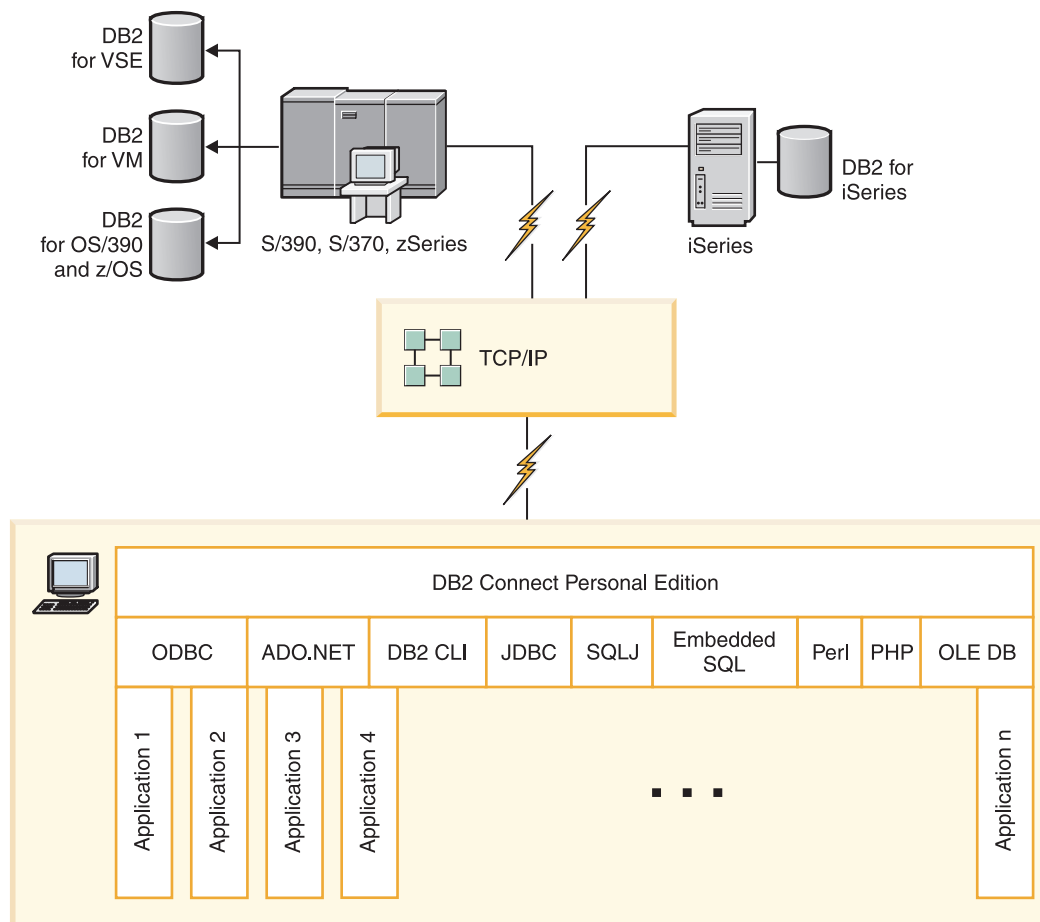 DB2
for VSE
DB2
for VM
DB2
for OS/390
and z/OS
S/390, S/370, zSeries
DB2 for
iSeries
iSeries
TCP/IP
DB2 Connect Personal Edition
ODBC
ADO.NET
DB2 CLI
JDBC
SQLJ
Embedded
SQL
Perl
PHP
OLE DB
Application 1
Application 2
Application 3
Application 4
Application n